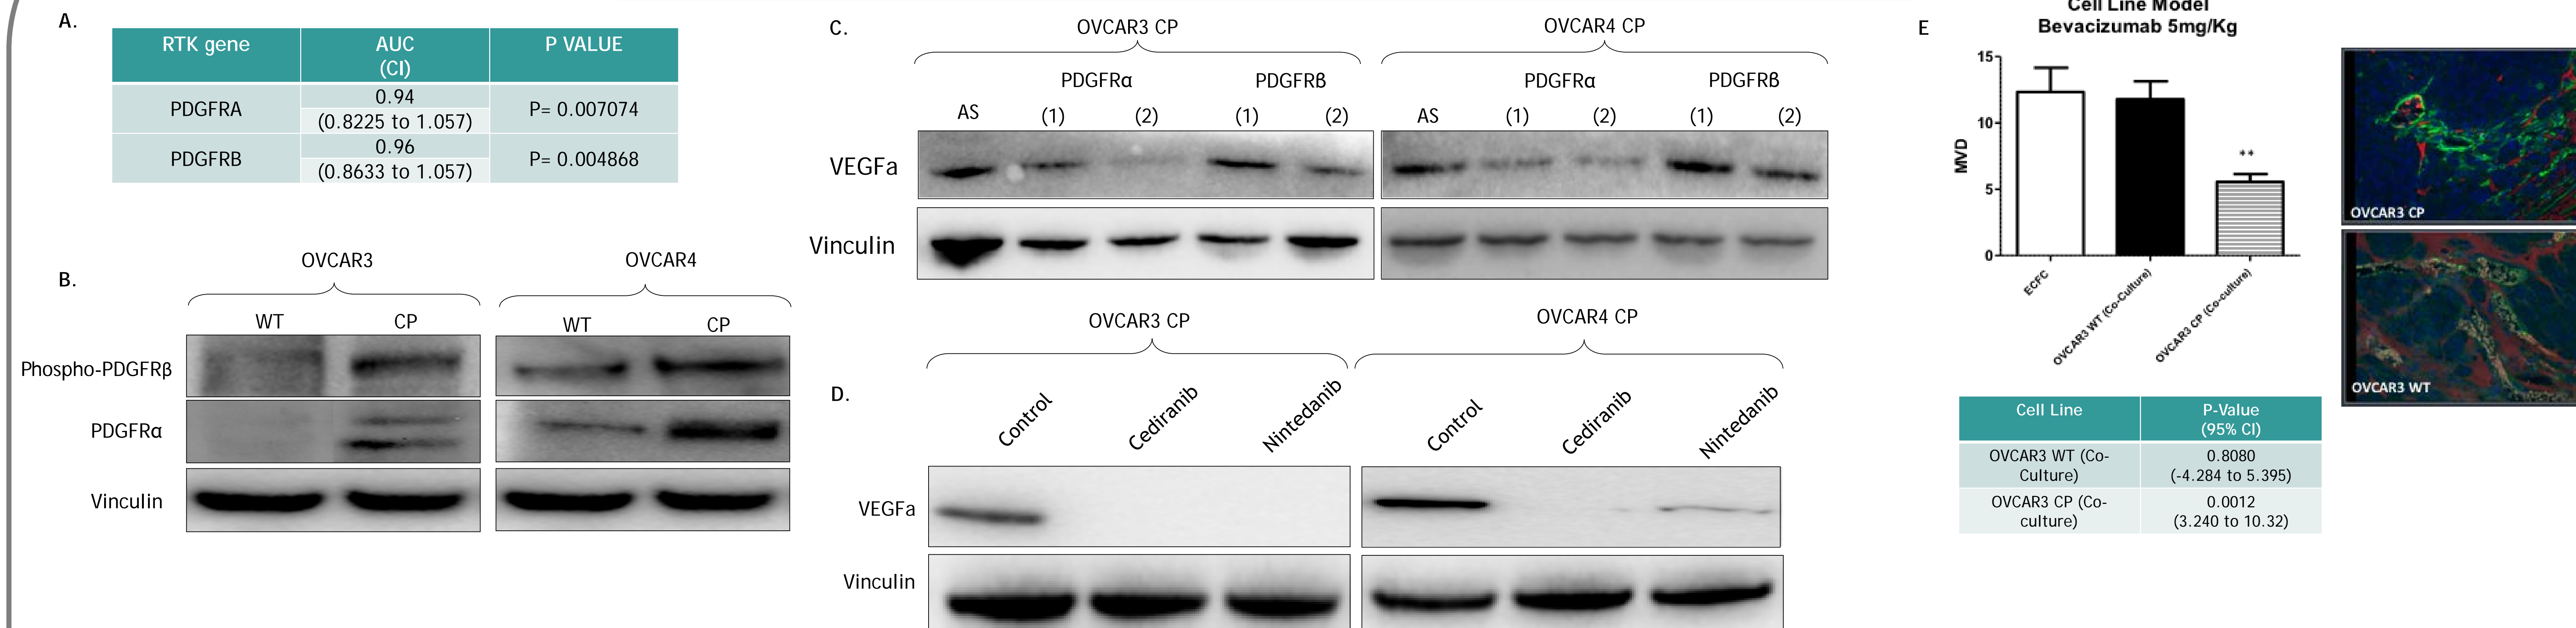 A.
RTK gene
AUC
(CI)
P VALUE
PDGFRA
0.94
(0.8225 to 1.057)
P= 0.007074
PDGFRB
0.96
(0.8633 to 1.057)
P= 0.004868
B.
OVCAR3
OVCAR4
WT
CP
WT
CP
Phospho-PDGFRβ
PDGFRα
Vinculin
C.
OVCAR3 CP
OVCAR4 CP
PDGFRα
PDGFRβ
PDGFRα
PDGFRβ
AS
(1)
(2)
(1)
(2)
AS
(1)
(2)
(1)
(2)
VEGFa
Vinculin
D.
OVCAR3 CP
OVCAR4 CP
Control
Cediranib
Nintedanib
Control
Cediranib
Nintedanib
VEGFa
Vinculin
E
Cell Line Model
Bevacizumab 5mg/Kg
MVD
15
10
5
0
**
ECFC
OVCAR3 WT (Co-Culture)
OVCAR3 CP (Co-culture)
OVCAR3 CP
OVCAR3 WT
Cell Line
P-Value
(95% CI)
OVCAR3 WT (Co-
Culture)
0.8080
(-4.284 to 5.395)
OVCAR3 CP (Co-
culture)
0.0012
(3.240 to 10.32)